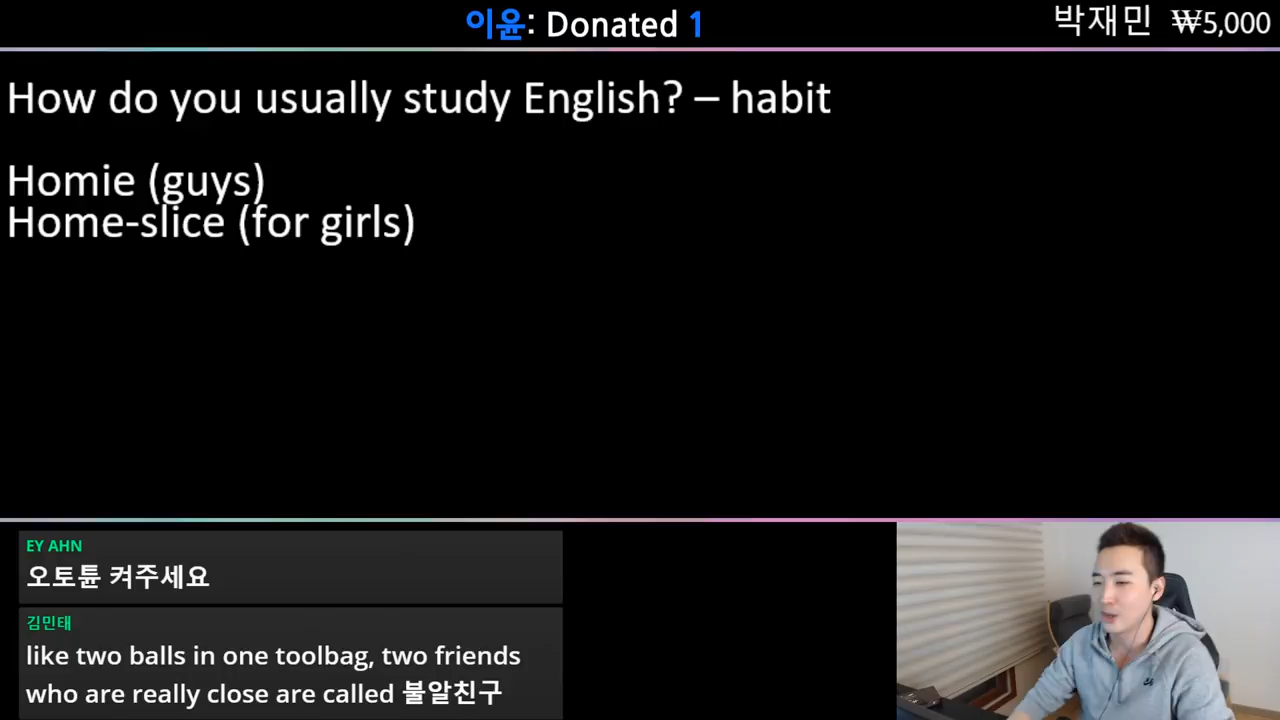 이윤: Donated 1
박재민 ₩5,000
How do you usually study English? – habit
Homie (guys)
Home-slice (for girls)
EY AHN
오토튠 켜주세요
김민태
like two balls in one toolbag, two friends
who are really close are called 불알친구